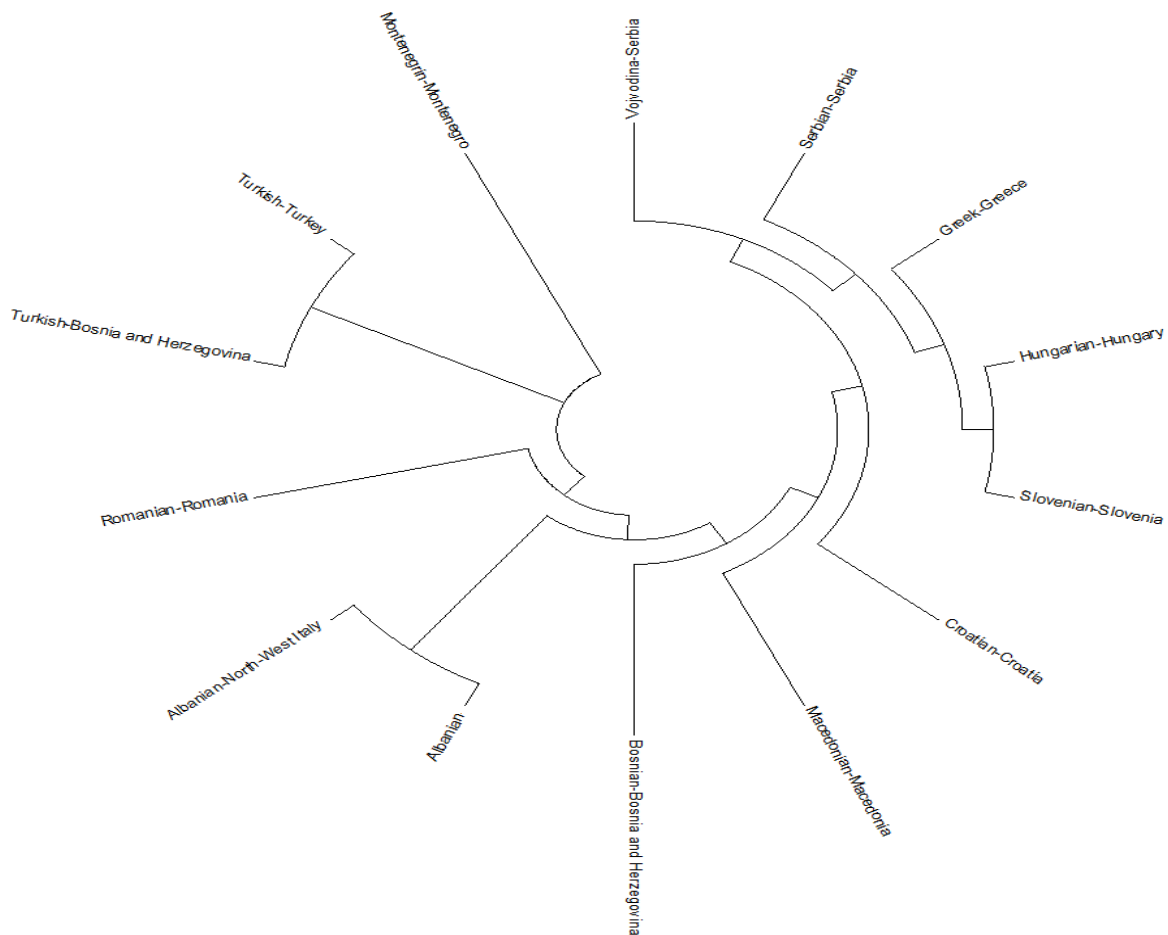 Montenegrin-Montenegro
Vojvodina-Serbia
Serbian-Serbia
Greek-Greece
Hungarian-Hungary
Slovenian-Slovenia
Croatian-Croatia
Macedonian-Macedonia
Bosnian-Bosnia and Herzegovina
Albanian
Albanian-North-West Italy
Romanian-Romania
Turkish-Bosnia and Herzegovina
Turkish-Turkey